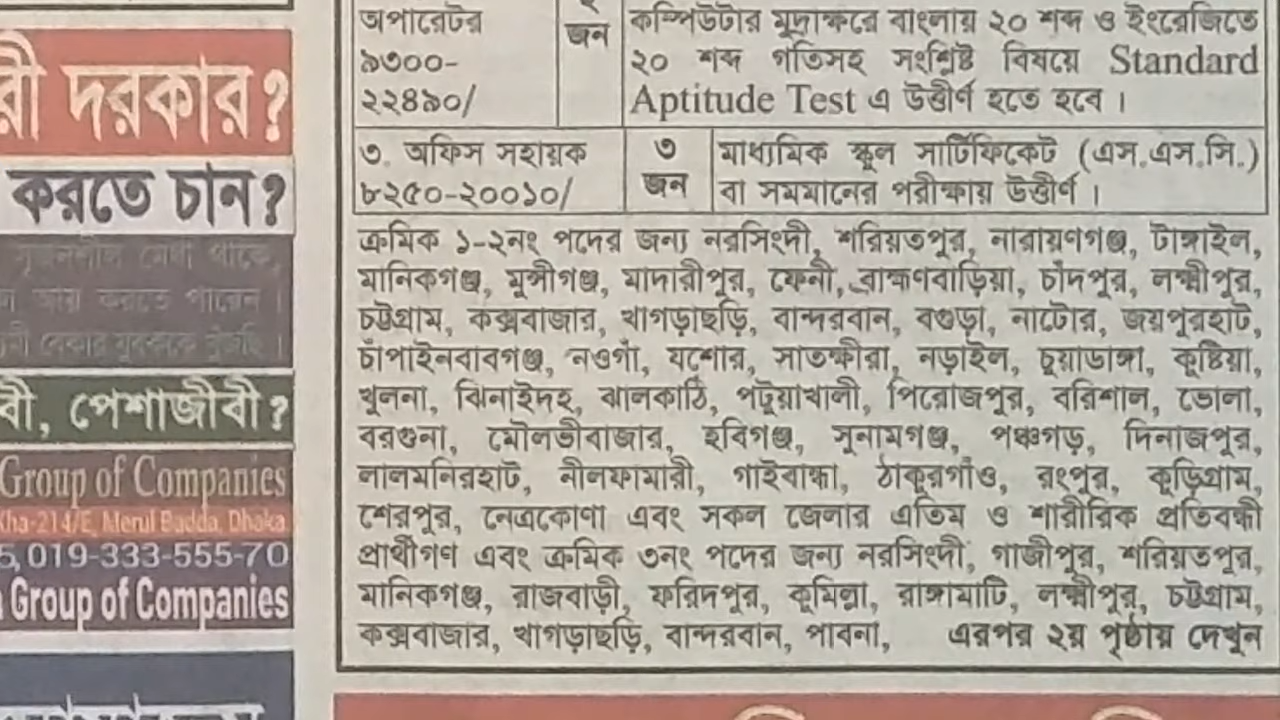 রী দরকার?
করতে চান?
বী, পেশাজীবী?
Group of Companies
Kha-214/E, Merul Badda, Dhaka
5, 019-333-555-70
Group of Companies
অপারেটর
৯৩০০-
২২৪৯০/
জন
কম্পিউটার মুদ্রাক্ষরে বাংলায় ২০ শব্দ ও ইংরেজিতে
২০ শব্দ গতিসহ সংশ্লিষ্ট বিষয়ে Standard
Aptitude Test এ উত্তীর্ণ হতে হবে।
৩. অফিস সহায়ক
৮২৫০-২০০১০/
৩
জন
মাধ্যমিক স্কুল সার্টিফিকেট (এস.এস.সি.)
বা সমমানের পরীক্ষায় উত্তীর্ণ।
ক্রমিক ১-২নং পদের জন্য নরসিংদী, শরিয়তপুর, নারায়ণগঞ্জ, টাঙ্গাইল,
মানিকগঞ্জ, মুন্সীগঞ্জ, মাদারীপুর, ফেনী, ব্রাহ্মণবাড়িয়া, চাঁদপুর, লক্ষ্মীপুর,
চট্টগ্রাম, কক্সবাজার, খাগড়াছড়ি, বান্দরবান, বগুড়া, নাটোর, জয়পুরহাট,
চাঁপাইনবাবগঞ্জ, নওগাঁ, যশোর, সাতক্ষীরা, নড়াইল, চুয়াডাঙ্গা, কুষ্টিয়া,
খুলনা, ঝিনাইদহ, ঝালকাঠি, পটুয়াখালী, পিরোজপুর, বরিশাল, ভোলা,
বরগুনা, মৌলভীবাজার, হবিগঞ্জ, সুনামগঞ্জ, পঞ্চগড়, দিনাজপুর,
লালমনিরহাট, নীলফামারী, গাইবান্ধা, ঠাকুরগাঁও, রংপুর, কুড়িগ্রাম,
শেরপুর, নেত্রকোণা এবং সকল জেলার এতিম ও শারীরিক প্রতিবন্ধী
প্রার্থীগণ এবং ক্রমিক ৩নং পদের জন্য নরসিংদী, গাজীপুর, শরিয়তপুর,
মানিকগঞ্জ, রাজবাড়ী, ফরিদপুর, কুমিল্লা, রাঙ্গামাটি, লক্ষ্মীপুর, চট্টগ্রাম,
কক্সবাজার, খাগড়াছড়ি, বান্দরবান, পাবনা, এরপর ২য় পৃষ্ঠায় দেখুন